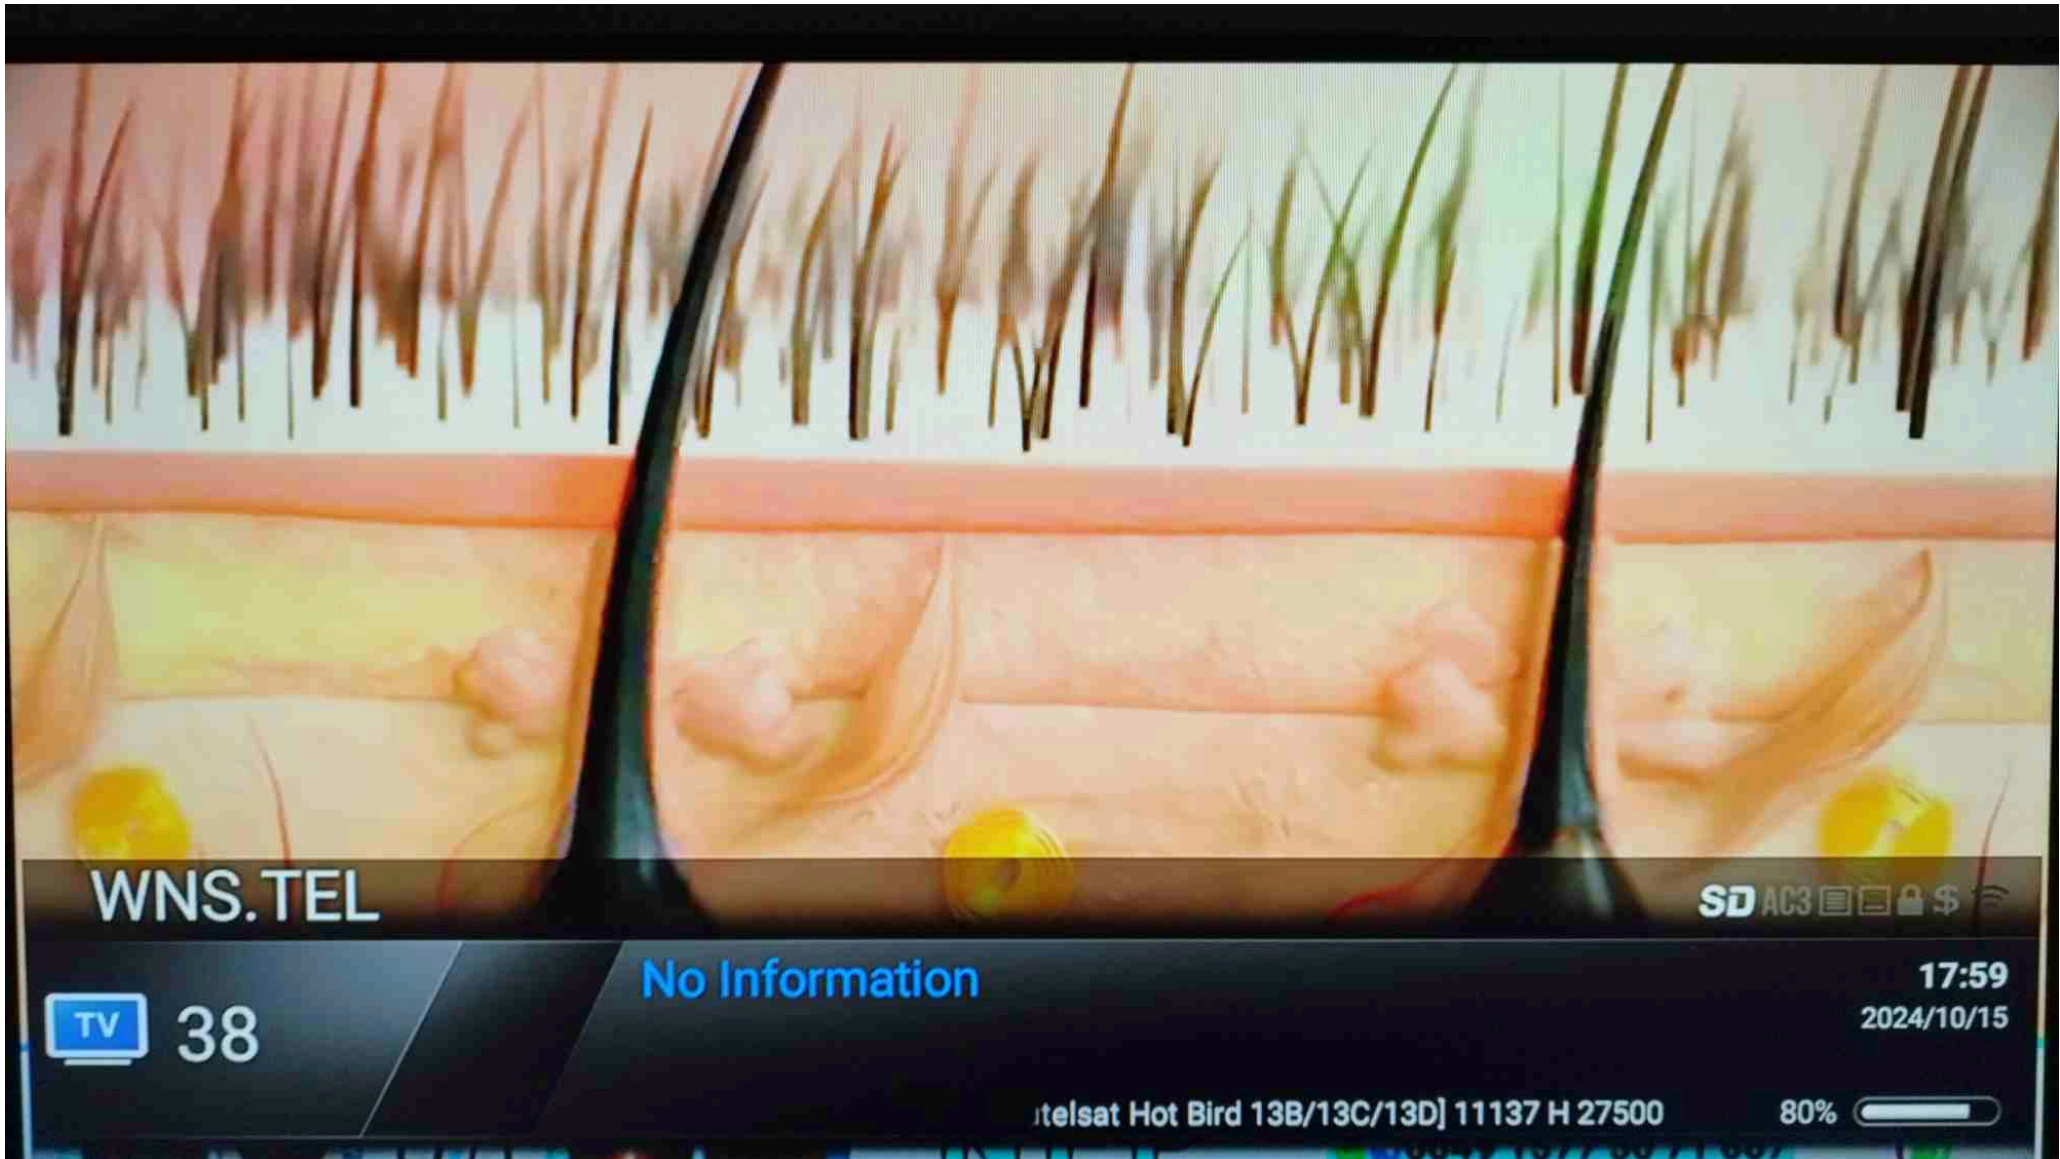 WNS.TEL
SD AC3 $
TV 38
No Information
17:59
2024/10/15
telsat Hot Bird 13B/13C/13D] 11137 H 27500
80%